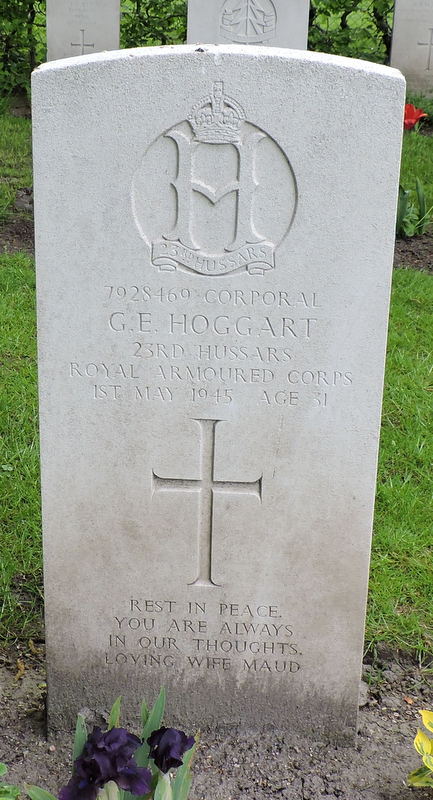 H
23RD HUSSARS
7928469 CORPORAL
G.E. HOGGART
23RD HUSSARS
ROYAL ARMOURED CORPS
1ST MAY 1945 AGE 31
REST IN PEACE.
YOU ARE ALWAYS
IN OUR THOUGHTS.
LOVING WIFE MAUD